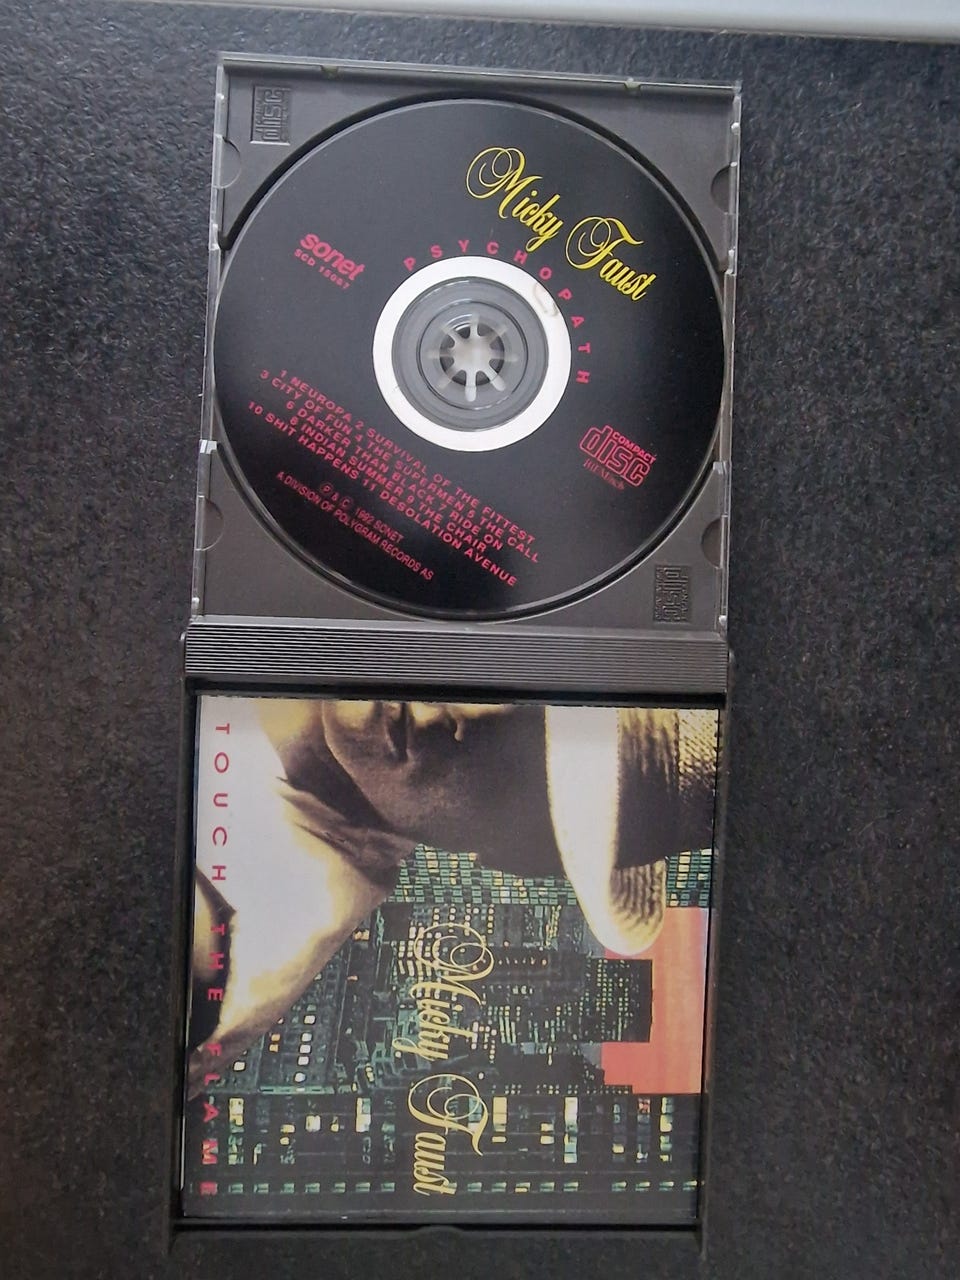 Micky Faust
PSYCHOPATH
sonet
SCD 15087
COMPACT
disc
DIGITAL AUDIO
1 NEUROPA 2 SURVIVAL OF THE FITTEST
3 CITY OF FUN 4 THE SUPERMEN 5 THE CALL
6 DARKER THAN BLACK 7 RIDE ON
8 INDIAN SUMMER 9 THE CHAIR
10 SHIT HAPPENS 11 DESOLATION AVENUE
Ⓟ & © 1992 SONET
A DIVISION OF POLYGRAM RECORDS AS
disc
disc
Micky Faust
TOUCH THE FLAME